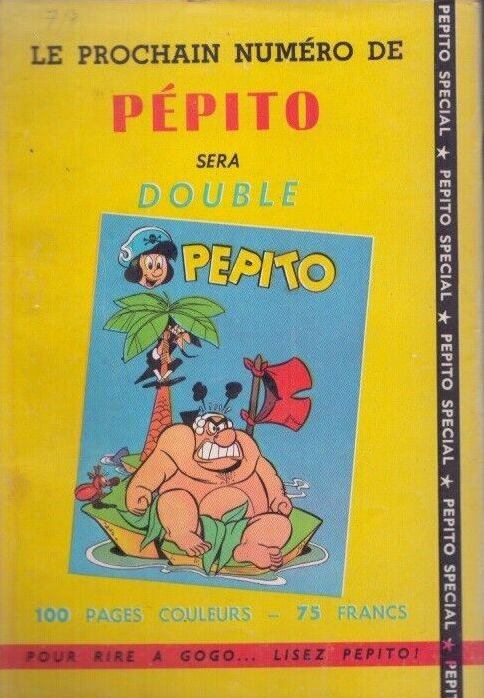 LE PROCHAIN NUMÉRO DE
PÉPITO
SERA
DOUBLE
PEPITO
100 PAGES COULEURS — 75 FRANCS
POUR RIRE A GOGO... LISEZ PEPITO!
PEPITO SPECIAL ★ PEPITO SPECIAL ★ PEPITO SPECIAL ★ PEPITO SPECIAL ★ PEPI